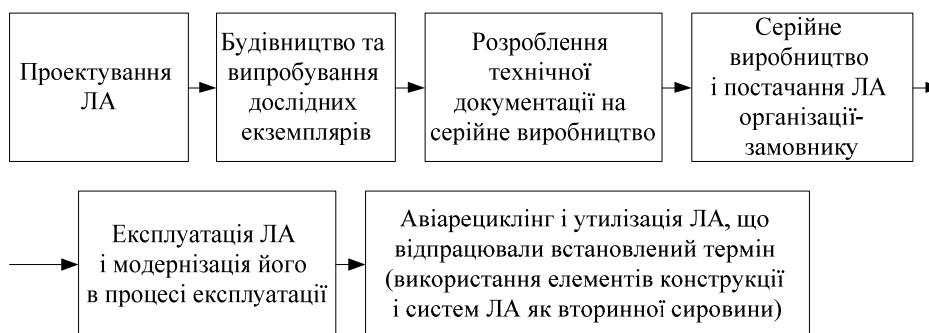 Проектування
ЛА
Будівництво та
випробування
дослідних
екземплярів
Розроблення
технічної
документації на
серійне виробництво
Серійне
виробництво
і постачання ЛА
організації-
замовнику
Експлуатація ЛА
і модернізація його
в процесі експлуатації
Авіарециклінг і утилізація ЛА, що
відпрацювали встановлений термін
(використання елементів конструкції
і систем ЛА як вторинної сировини)